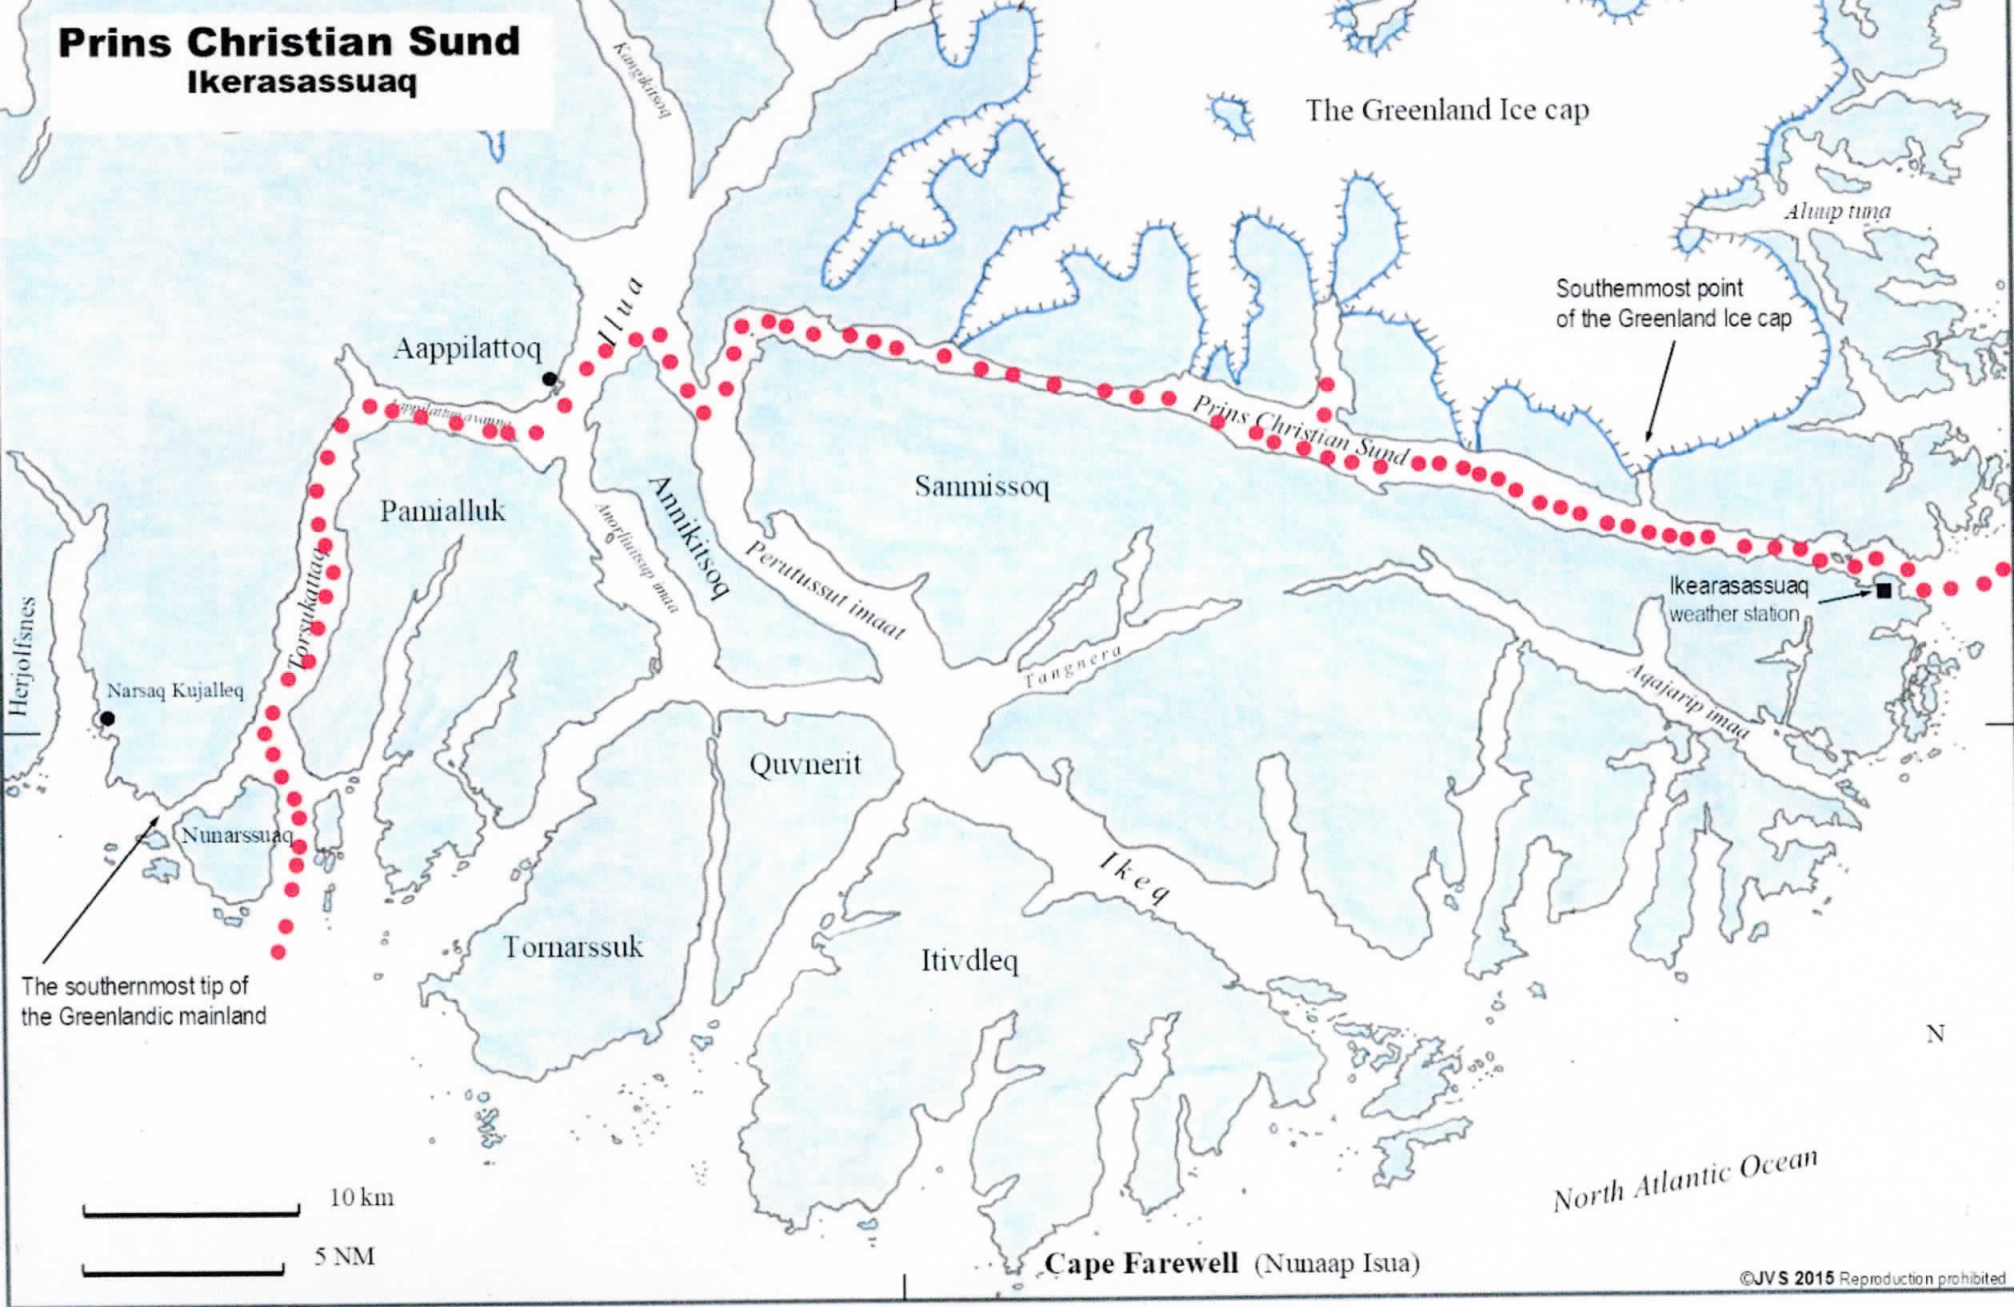 Prins Christian Sund
Ikerasassuaq
Kangikitsoq
The Greenland Ice cap
Aluup tuna
Southernmost point
of the Greenland Ice cap
Ilua
Aappilattoq
Prins Christian Sund
Sanmissoq
Pamialluk
Annikitsoq
Perutussut imaat
Torsukattaq
Ikearasassuaq
weather station
Tangnera
Aqajarip imaa
Herjolfsnes
Narsaq Kujalleq
Quvnerit
Nunarssuaq
Ikeq
Tornarssuk
Itivdleq
The southernmost tip of
the Greenlandic mainland
N
North Atlantic Ocean
10 km
5 NM
Cape Farewell (Nunaap Isua)
©JVS 2015 Reproduction prohibited